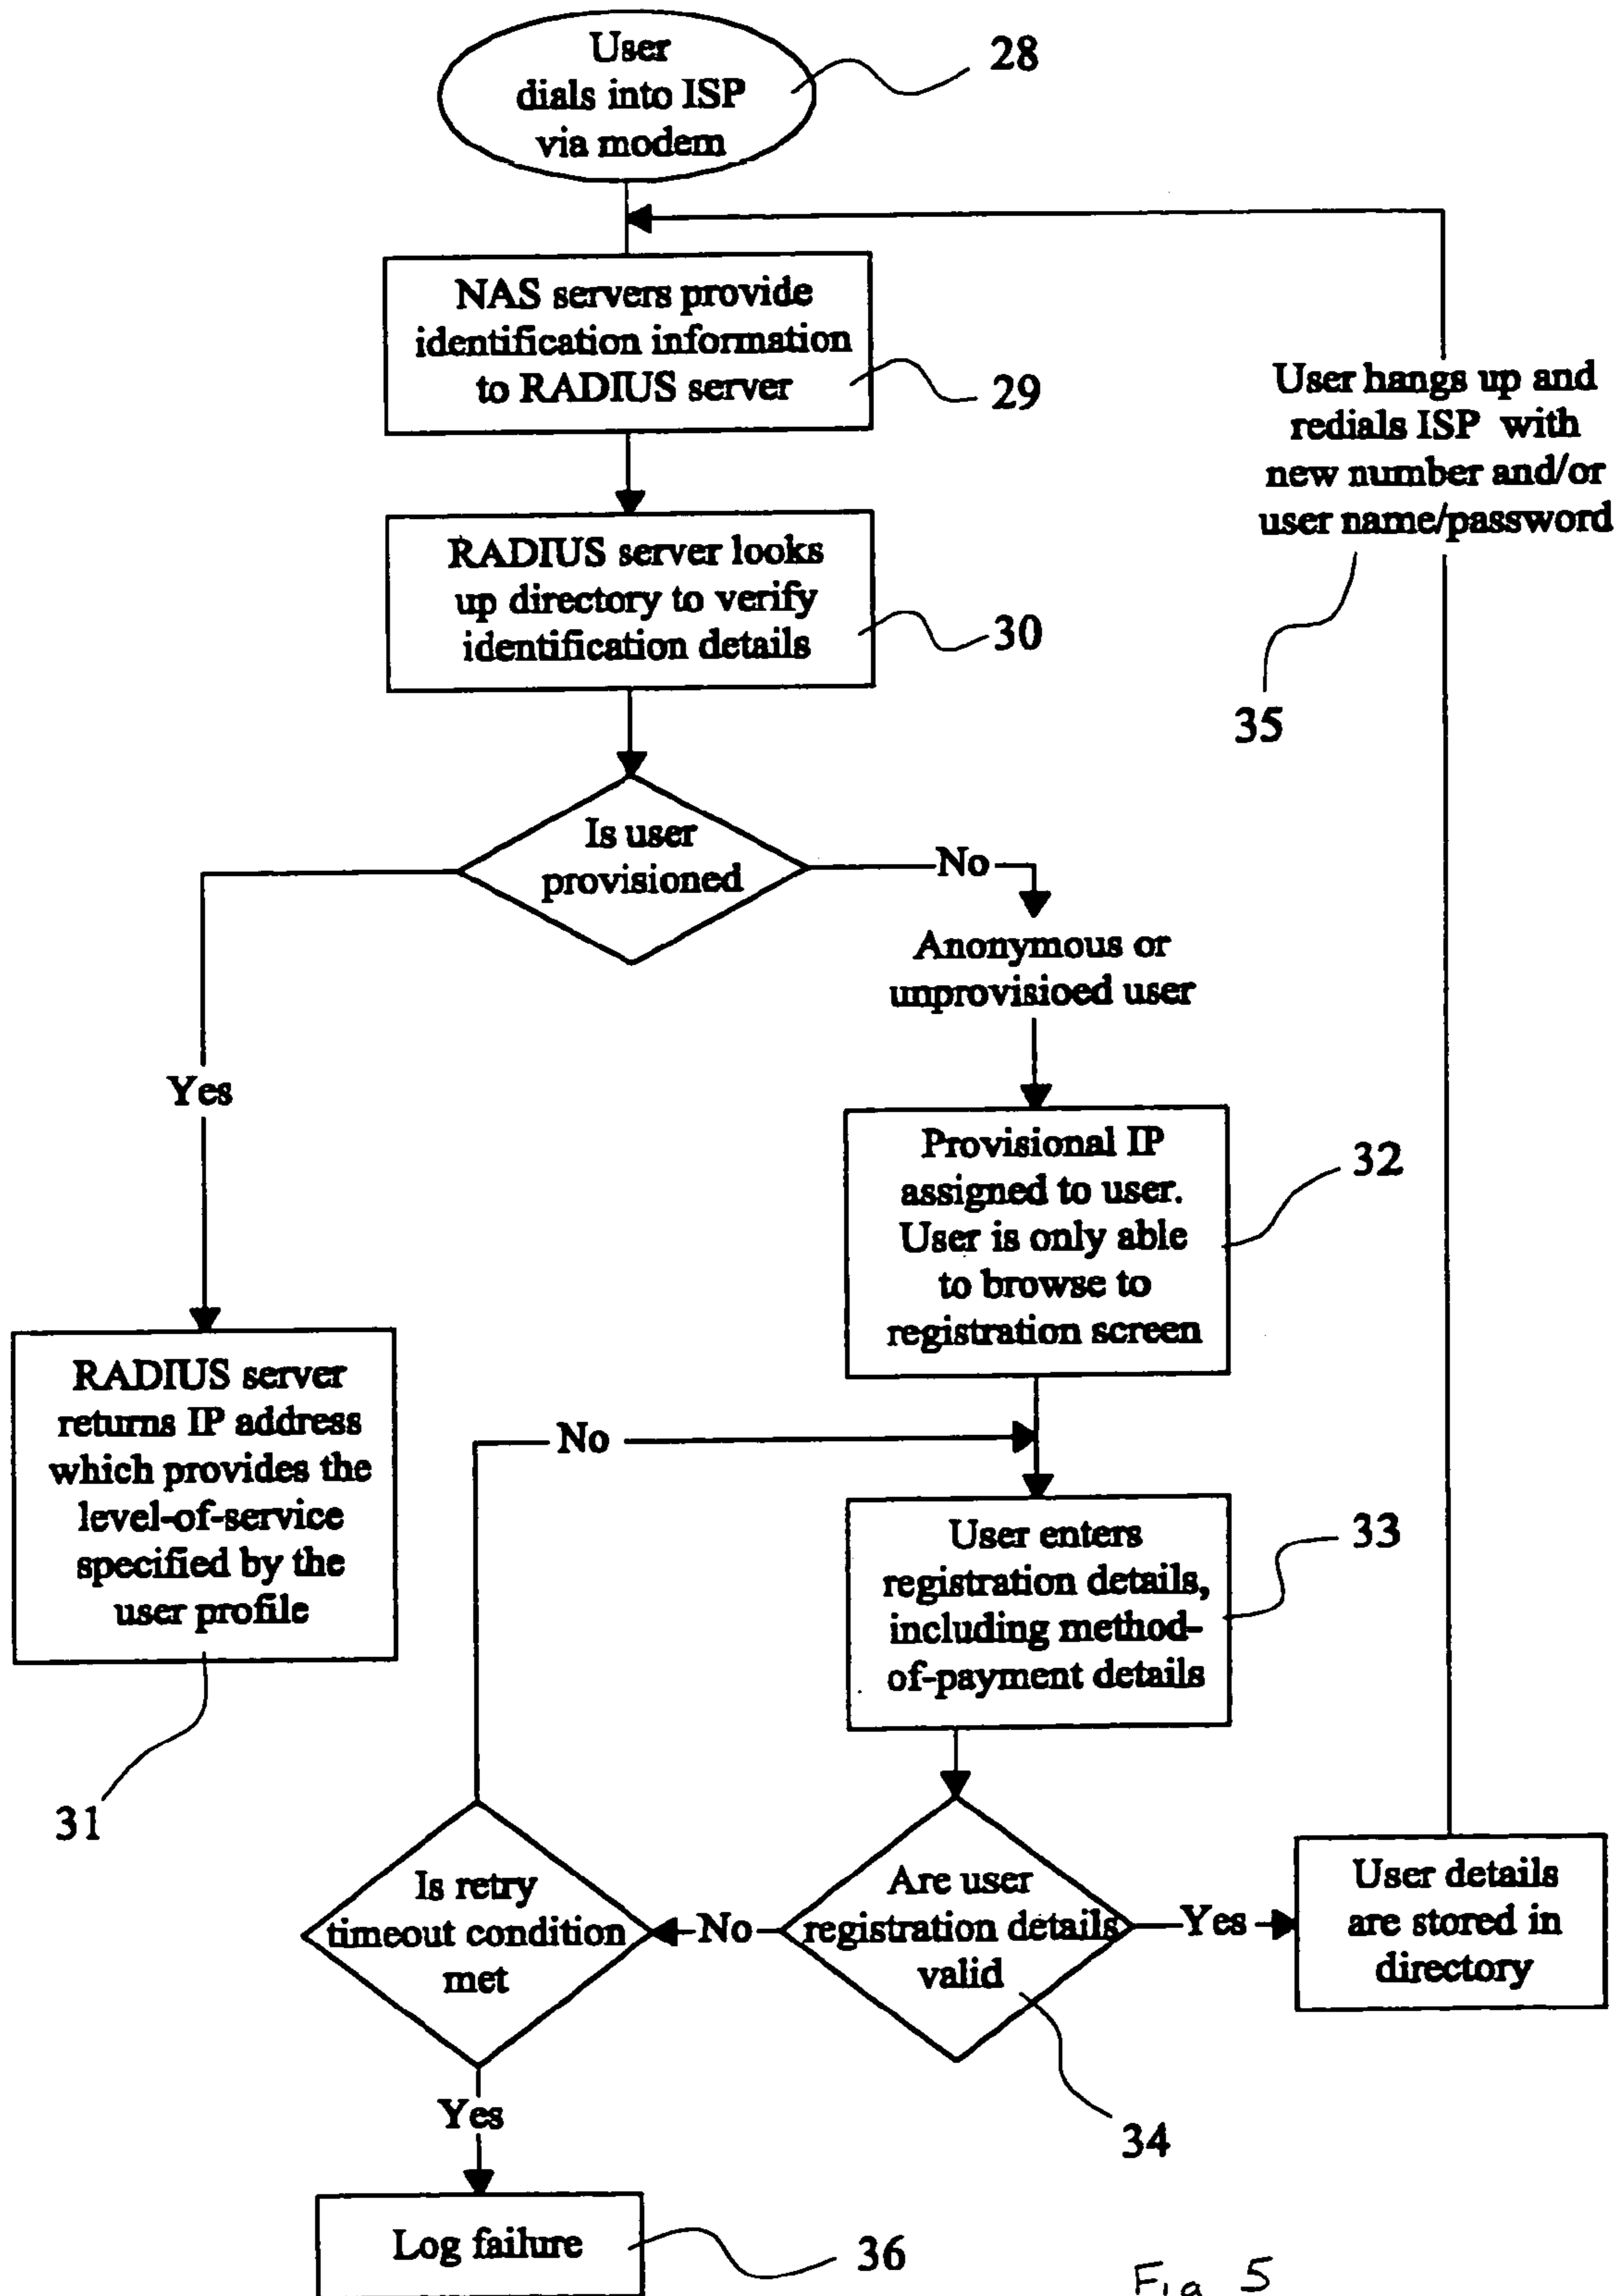 User
dials into ISP
via modem
28
NAS servers provide
identification information
to RADIUS server
29
User hangs up and
redials ISP with
new number and/or
user name/password
35
RADIUS server looks
up directory to verify
identification details
30
Is user
provisioned
No
Anonymous or
unprovisioed user
Yes
Provisional IP
assigned to user.
User is only able
to browse to
registration screen
32
RADIUS server
returns IP address
which provides the
level-of-service
specified by the
user profile
31
No
User enters
registration details,
including method-
of-payment details
33
Is retry
timeout condition
met
No
Are user
registration details
valid
34
Yes
User details
are stored in
directory
Yes
Log failure
36
Fig 5